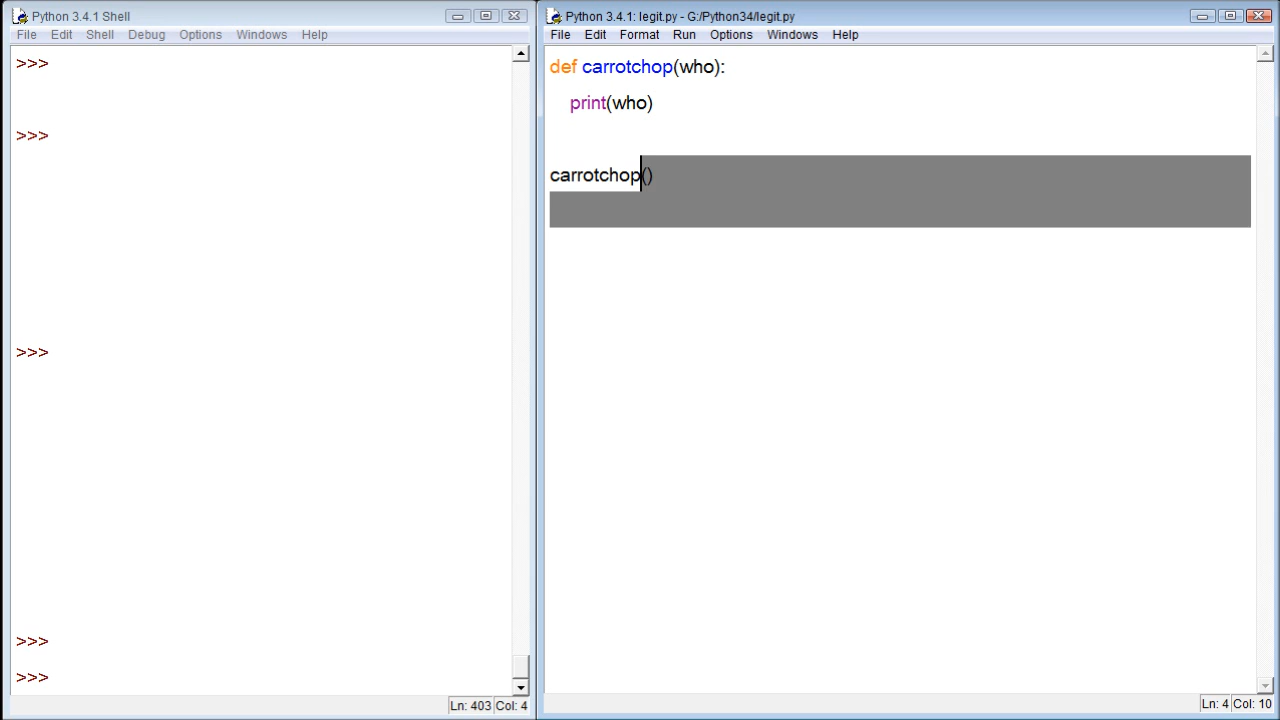 Python 3.4.1 Shell
File Edit Shell Debug Options Windows Help
>>>
>>>
>>>
>>>
>>>
Ln: 403 Col: 4
Python 3.4.1: legit.py - G:/Python34/legit.py
File Edit Format Run Options Windows Help
def carrotchop(who):
    print(who)
carrotchop()
Ln: 4 Col: 10